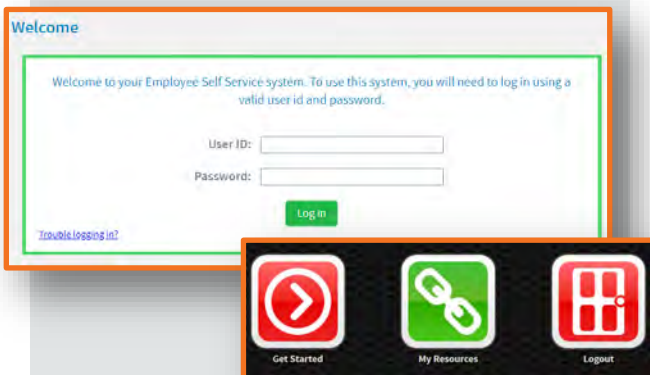 Welcome
Welcome to your Employee Self Service system. To use this system, you will need to log in using a
valid user id and password.
User ID:
Password:
Log in
Trouble logging in?
Get Started
My Resources
Logout